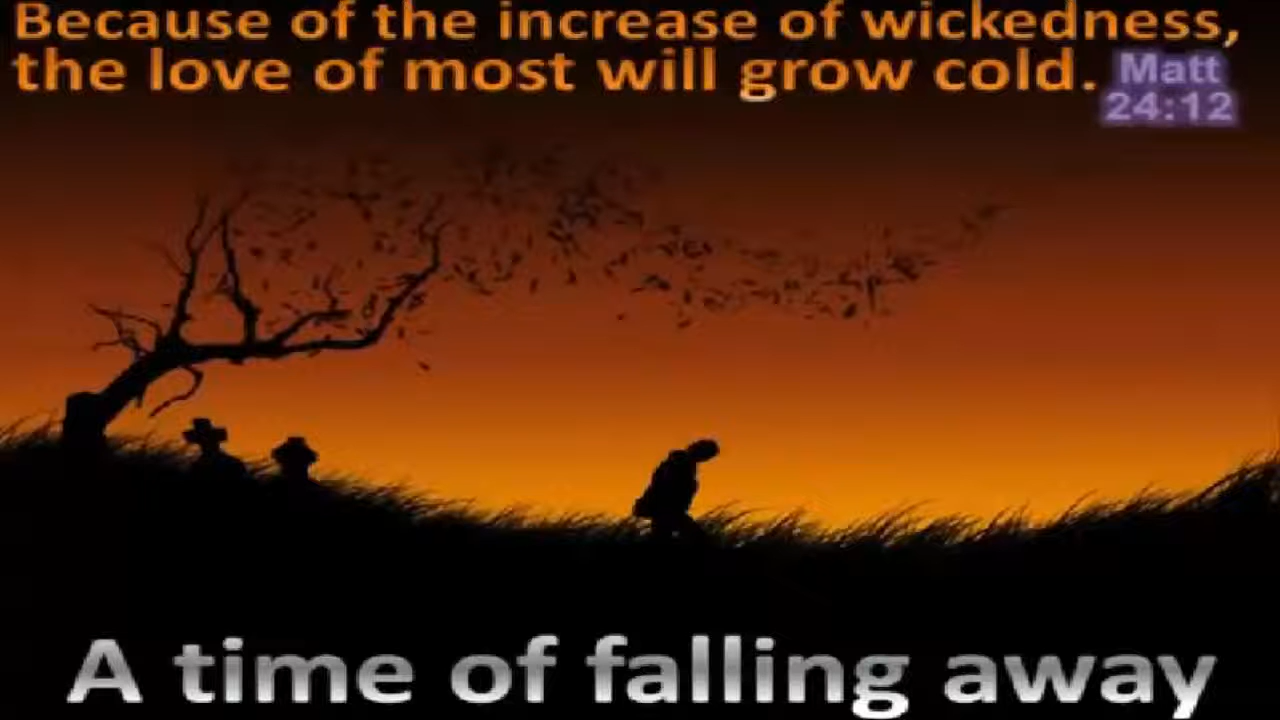 Because of the increase of wickedness,
the love of most will grow cold.
Matt
24:12
A time of falling away